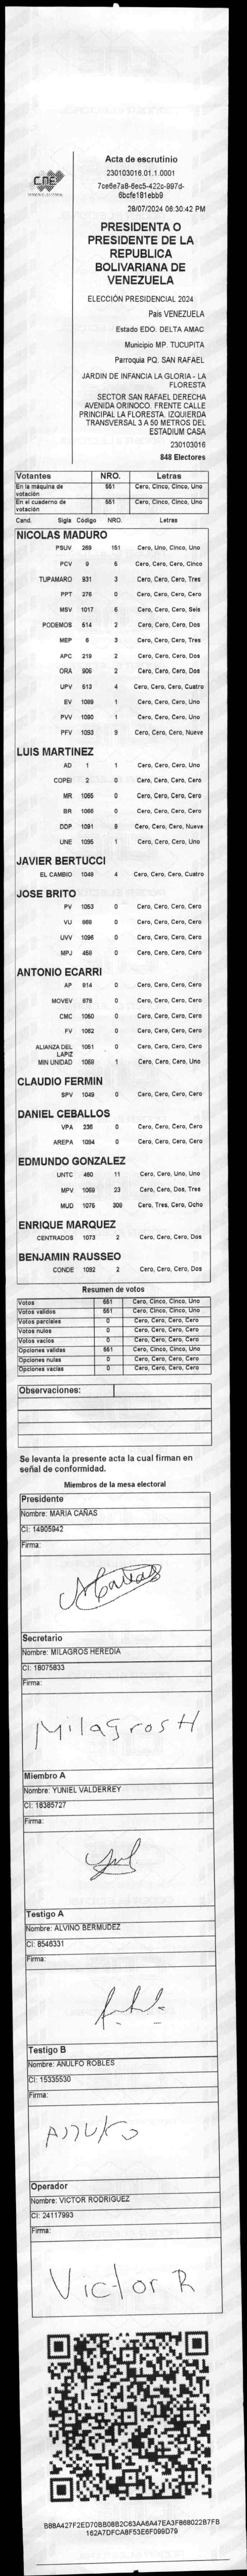 CNE
Acta de escrutinio
230103016.01.1.0001
7ce6e7a8-6ec5-422c-997d-
6bcfe181ebb9
28/07/2024 06:30:42 PM
PRESIDENTA O
PRESIDENTE DE LA
REPUBLICA
BOLIVARIANA DE
VENEZUELA
ELECCIÓN PRESIDENCIAL 2024
País VENEZUELA
Estado EDO. DELTA AMAC
Municipio MP. TUCUPITA
Parroquia PQ. SAN RAFAEL
JARDIN DE INFANCIA LA GLORIA - LA
FLORESTA
SECTOR SAN RAFAEL DERECHA
AVENIDA ORINOCO. FRENTE CALLE
PRINCIPAL LA FLORESTA. IZQUIERDA
TRANSVERSAL 3 A 50 METROS DEL
ESTADIUM CASA
230103016
848 Electores
Votantes NRO. Letras
En la máquina de votación 551 Cero, Cinco, Cinco, Uno
En el cuaderno de votación 551 Cero, Cinco, Cinco, Uno
Cand. Sigla Código NRO. Letras
NICOLAS MADURO
PSUV 269 151 Cero, Uno, Cinco, Uno
PCV 9 5 Cero, Cero, Cero, Cinco
TUPAMARO 931 3 Cero, Cero, Cero, Tres
PPT 276 0 Cero, Cero, Cero, Cero
MSV 1017 6 Cero, Cero, Cero, Seis
PODEMOS 514 2 Cero, Cero, Cero, Dos
MEP 6 3 Cero, Cero, Cero, Tres
APC 219 2 Cero, Cero, Cero, Dos
ORA 906 2 Cero, Cero, Cero, Dos
UPV 513 4 Cero, Cero, Cero, Cuatro
EV 1089 1 Cero, Cero, Cero, Uno
PVV 1090 1 Cero, Cero, Cero, Uno
PFV 1093 9 Cero, Cero, Cero, Nueve
LUIS MARTINEZ
AD 1 1 Cero, Cero, Cero, Uno
COPEI 2 0 Cero, Cero, Cero, Cero
MR 1065 0 Cero, Cero, Cero, Cero
BR 1066 0 Cero, Cero, Cero, Cero
DDP 1091 9 Cero, Cero, Cero, Nueve
UNE 1095 1 Cero, Cero, Cero, Uno
JAVIER BERTUCCI
EL CAMBIO 1048 4 Cero, Cero, Cero, Cuatro
JOSE BRITO
PV 1053 0 Cero, Cero, Cero, Cero
VU 868 0 Cero, Cero, Cero, Cero
UVV 1096 0 Cero, Cero, Cero, Cero
MPJ 458 0 Cero, Cero, Cero, Cero
ANTONIO ECARRI
AP 814 0 Cero, Cero, Cero, Cero
MOVEV 878 0 Cero, Cero, Cero, Cero
CMC 1050 0 Cero, Cero, Cero, Cero
FV 1052 0 Cero, Cero, Cero, Cero
ALIANZA DEL LAPIZ 1051 0 Cero, Cero, Cero, Cero
MIN UNIDAD 1058 1 Cero, Cero, Cero, Uno
CLAUDIO FERMIN
SPV 1049 0 Cero, Cero, Cero, Cero
DANIEL CEBALLOS
VPA 236 0 Cero, Cero, Cero, Cero
AREPA 1094 0 Cero, Cero, Cero, Cero
EDMUNDO GONZALEZ
UNTC 460 11 Cero, Cero, Uno, Uno
MPV 1069 23 Cero, Cero, Dos, Tres
MUD 1075 308 Cero, Tres, Cero, Ocho
ENRIQUE MARQUEZ
CENTRADOS 1073 2 Cero, Cero, Cero, Dos
BENJAMIN RAUSSEO
CONDE 1092 2 Cero, Cero, Cero, Dos
Resumen de votos
Votos 551 Cero, Cinco, Cinco, Uno
Votos validos 551 Cero, Cinco, Cinco, Uno
Votos parciales 0 Cero, Cero, Cero, Cero
Votos nulos 0 Cero, Cero, Cero, Cero
Votos vacios 0 Cero, Cero, Cero, Cero
Opciones validas 551 Cero, Cinco, Cinco, Uno
Opciones nulas 0 Cero, Cero, Cero, Cero
Opciones vacias 0 Cero, Cero, Cero, Cero
Observaciones:
Se levanta la presente acta la cual firman en
señal de conformidad.
Miembros de la mesa electoral
Presidente
Nombre: MARIA CAÑAS
CI: 14905942
Firma:
Secretario
Nombre: MILAGROS HEREDIA
CI: 18075833
Firma:
Milagros H
Miembro A
Nombre: YUNIEL VALDERREY
CI: 18385727
Firma:
Testigo A
Nombre: ALVINO BERMUDEZ
CI: 8546331
Firma:
Testigo B
Nombre: ANULFO ROBLES
CI: 15335530
Firma:
Operador
Nombre: VICTOR RODRIGUEZ
CI: 24117993
Firma:
Victor R
B8BA427F2ED70BB08B2C63AA6A47EA3F868022B7FB
162A7DFCA8F53E6F099D79